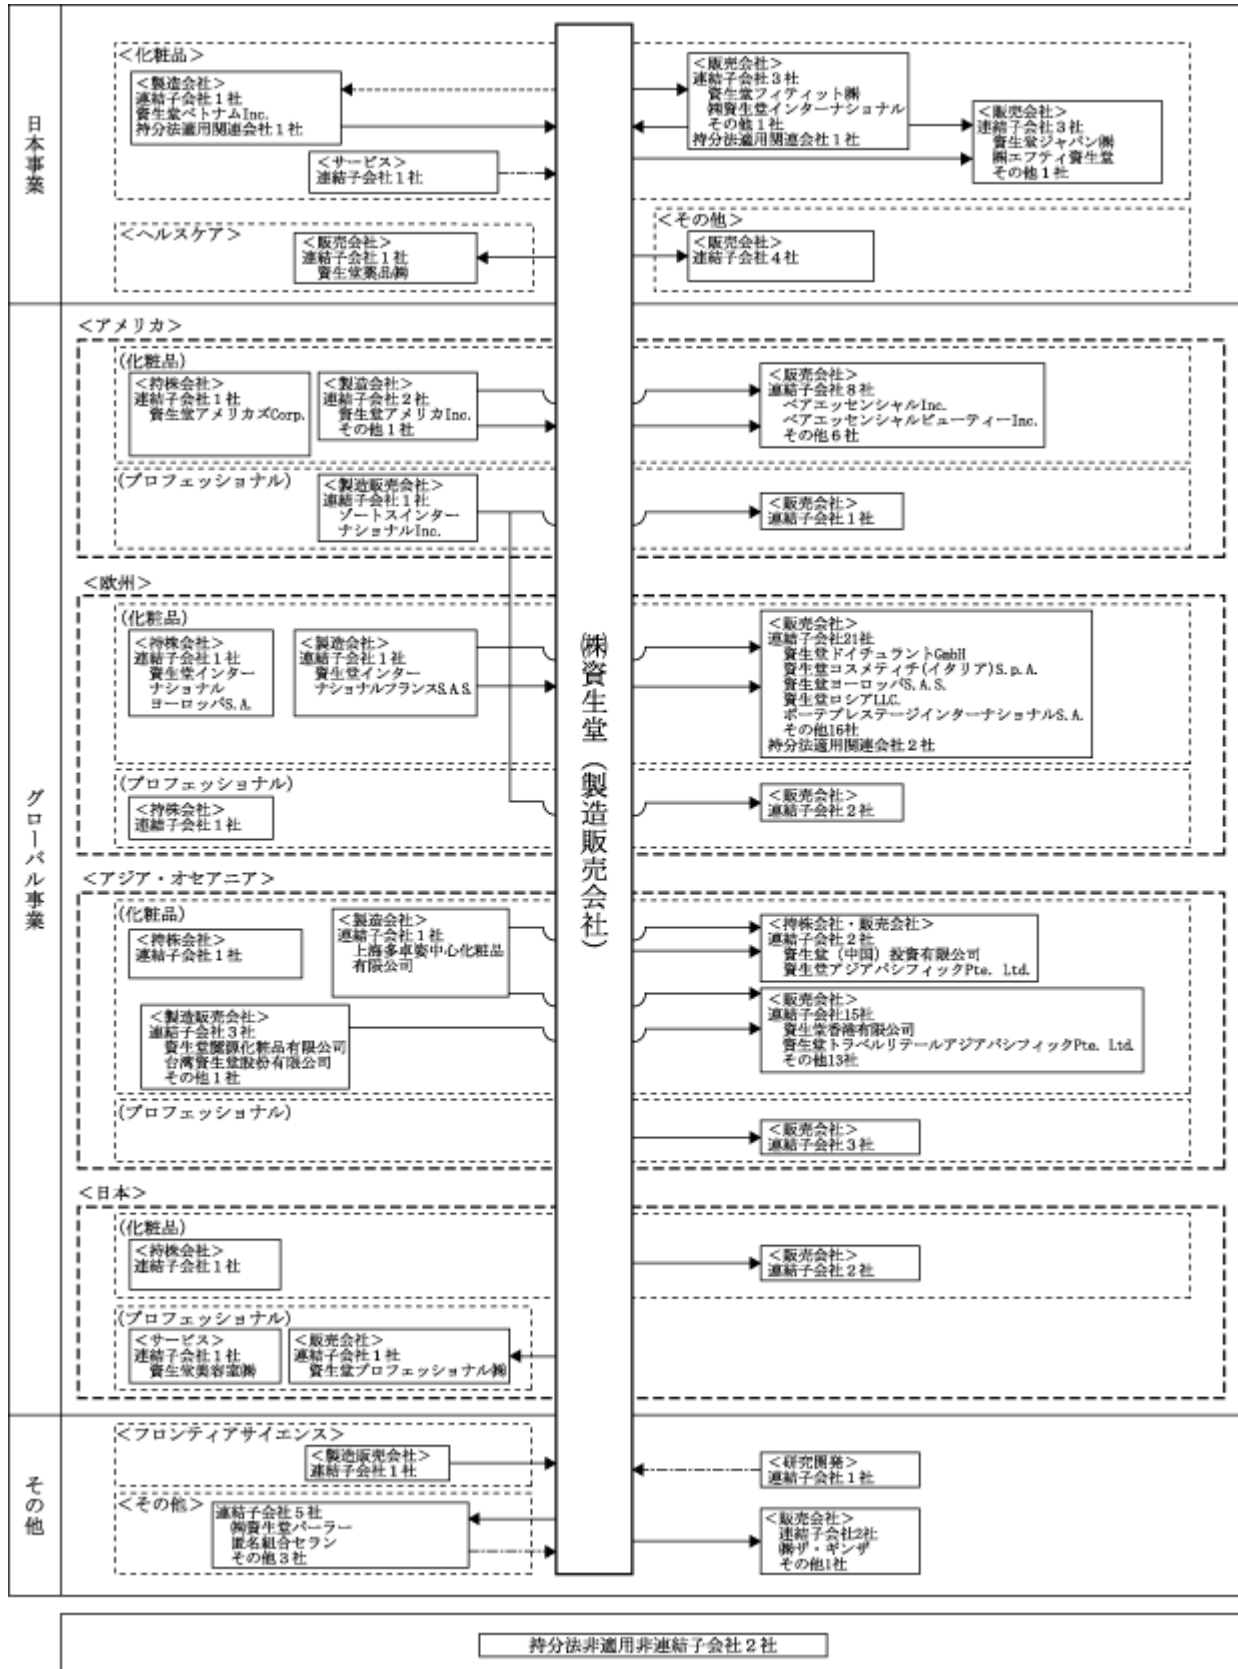 日本事業
＜化粧品＞
＜製造会社＞
連結子会社１社
資生堂ベトナムInc.
持分法適用関連会社１社
＜サービス＞
連結子会社１社
＜販売会社＞
連結子会社３社
資生堂フィティット㈱
㈱資生堂インターナショナル
その他１社
持分法適用関連会社１社
＜販売会社＞
連結子会社３社
資生堂ジャパン㈱
㈱エフティ資生堂
その他１社
＜ヘルスケア＞
＜販売会社＞
連結子会社１社
資生堂薬品㈱
＜その他＞
＜販売会社＞
連結子会社４社
㈱資生堂（製造販売会社）
グローバル事業
＜アメリカ＞
(化粧品)
＜持株会社＞
連結子会社１社
資生堂アメリカズCorp.
＜製造会社＞
連結子会社２社
資生堂アメリカInc.
その他１社
＜販売会社＞
連結子会社８社
ベアエッセンシャルInc.
ベアエッセンシャルビューティーInc.
その他６社
(プロフェッショナル)
＜製造販売会社＞
連結子会社１社
ゾートスインター
ナショナルInc.
＜販売会社＞
連結子会社１社
＜欧州＞
(化粧品)
＜持株会社＞
連結子会社１社
資生堂インター
ナショナル
ヨーロッパS.A.
＜製造会社＞
連結子会社１社
資生堂インター
ナショナルフランスS.A.S.
＜販売会社＞
連結子会社21社
資生堂ドイチュラントGmbH
資生堂コスメティチ(イタリア)S.p.A.
資生堂ヨーロッパS.A.S.
資生堂ロシアLLC.
ボーテプレステージインターナショナルS.A.
その他16社
持分法適用関連会社２社
(プロフェッショナル)
＜持株会社＞
連結子会社１社
＜販売会社＞
連結子会社２社
＜アジア・オセアニア＞
(化粧品)
＜持株会社＞
連結子会社１社
＜製造会社＞
連結子会社１社
上海多卓姿中心化粧品
有限公司
＜持株会社・販売会社＞
連結子会社２社
資生堂（中国）投資有限公司
資生堂アジアパシフィックPte. Ltd.
＜製造販売会社＞
連結子会社３社
資生堂麗源化粧品有限公司
台湾資生堂股份有限公司
その他１社
＜販売会社＞
連結子会社15社
資生堂香港有限公司
資生堂トラベルリテールアジアパシフィックPte. Ltd.
その他13社
(プロフェッショナル)
＜販売会社＞
連結子会社３社
＜日本＞
(化粧品)
＜持株会社＞
連結子会社１社
＜販売会社＞
連結子会社２社
(プロフェッショナル)
＜サービス＞
連結子会社１社
資生堂美容室㈱
＜販売会社＞
連結子会社１社
資生堂プロフェッショナル㈱
その他
＜フロンティアサイエンス＞
＜製造販売会社＞
連結子会社１社
＜研究開発＞
連結子会社１社
＜その他＞
連結子会社５社
㈱資生堂パーラー
匿名組合セラン
その他３社
＜販売会社＞
連結子会社2社
㈱ザ・ギンザ
その他1社
持分法非適用非連結子会社２社